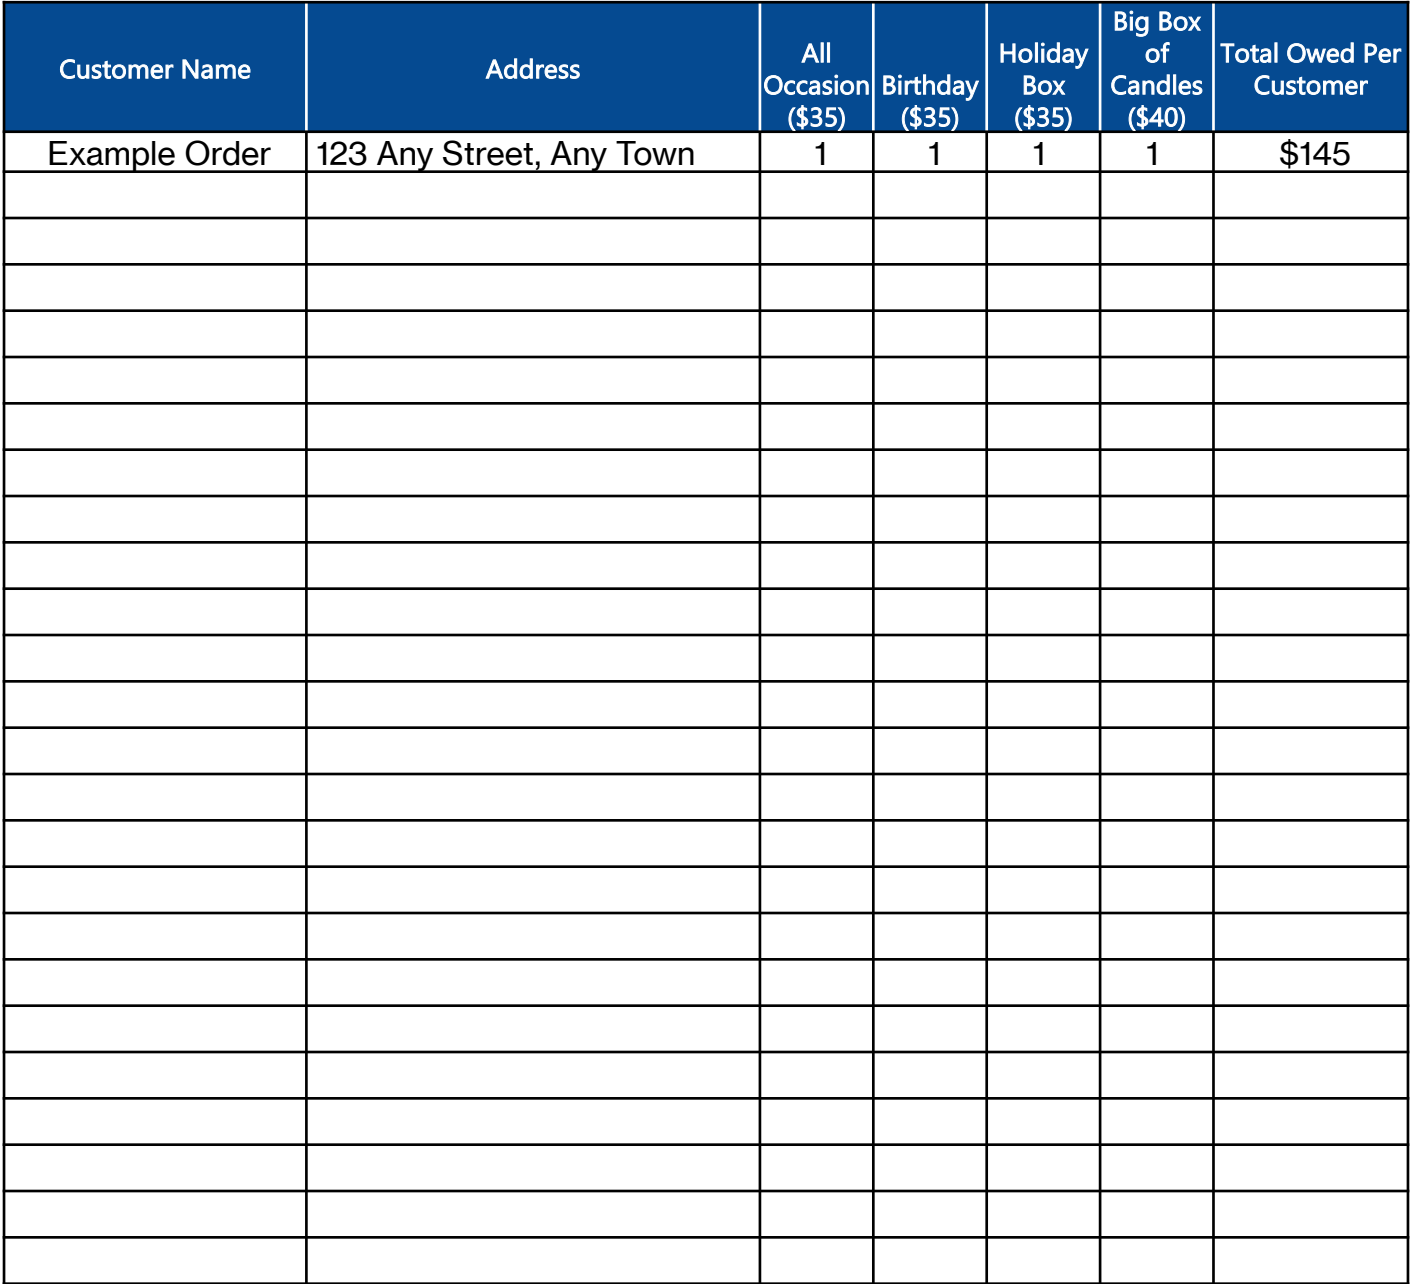 Customer Name
Address
All
Occasion
($35)
Birthday
($35)
Holiday
Box
($35)
Big Box
of
Candles
($40)
Total Owed Per
Customer
Example Order 123 Any Street, Any Town 1 1 1 1 $145